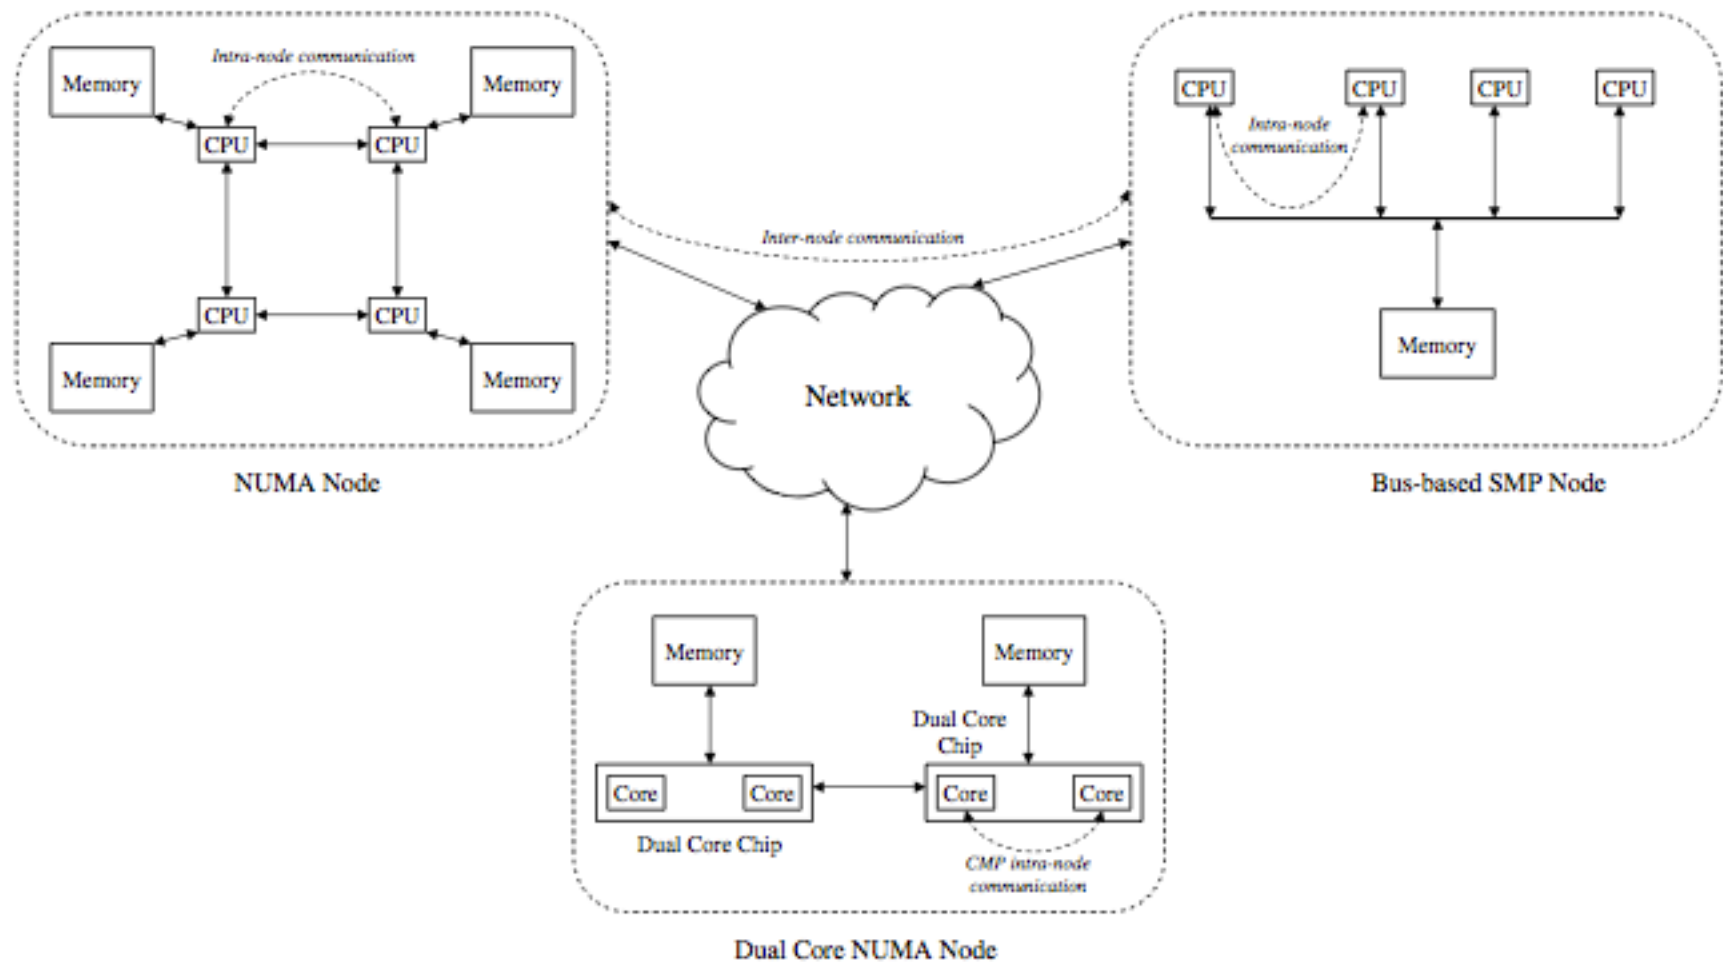 Intra-node communication
Memory
Memory
CPU
CPU
CPU
CPU
Memory
Memory
NUMA Node
Inter-node communication
Network
CPU
CPU
CPU
CPU
Intra-node
communication
Memory
Bus-based SMP Node
Memory
Memory
Dual Core
Chip
Core
Core
Core
Core
Dual Core Chip
CMP intra-node
communication
Dual Core NUMA Node